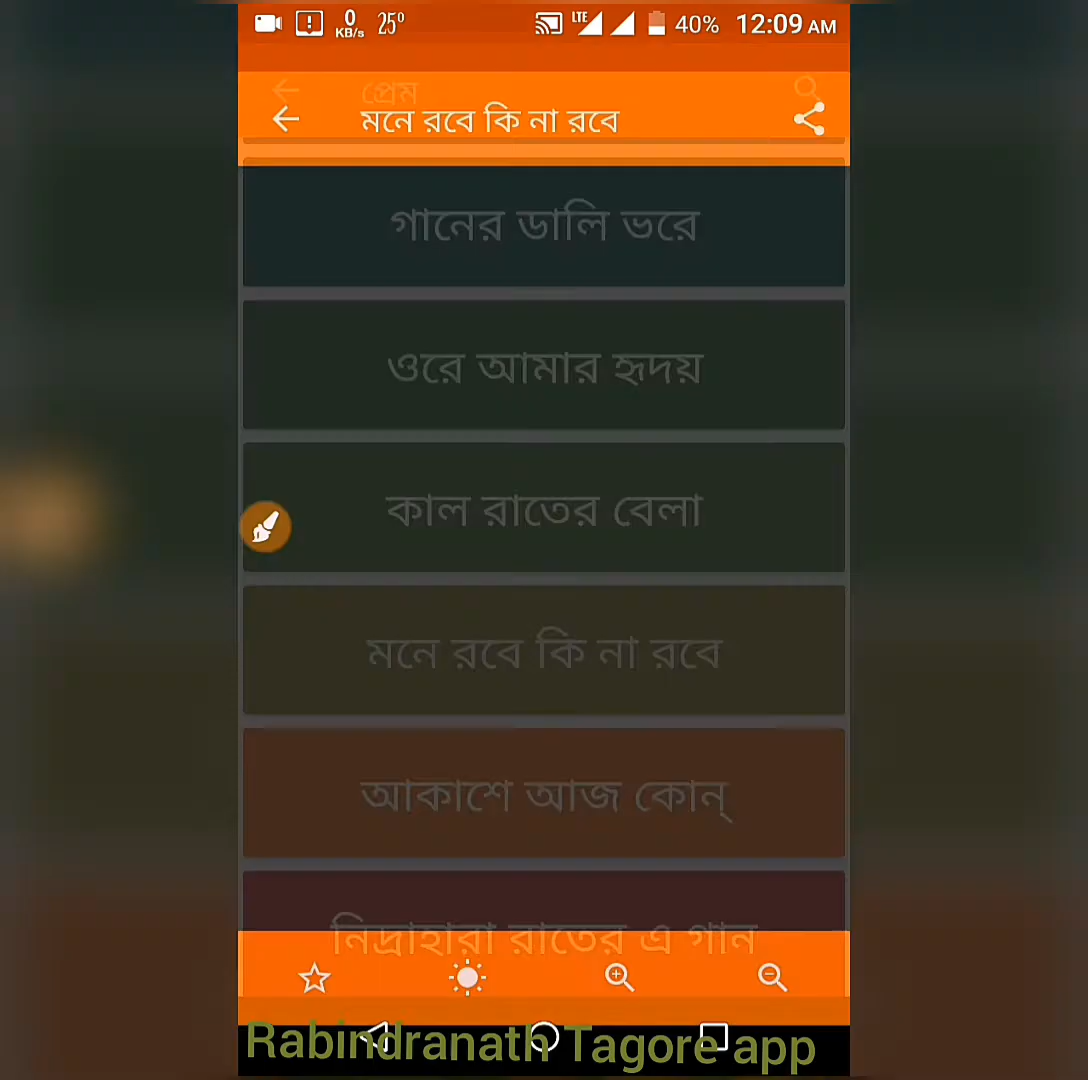 0 KB/s 25° LTE 40% 12:09 AM
প্রেম
মনে রবে কি না রবে
গানের ডালি ভরে
ওরে আমার হৃদয়
কাল রাতের বেলা
মনে রবে কি না রবে
আকাশে আজ কোন্
নিদ্রাহারা রাতের এ গান
Rabindranath Tagore app